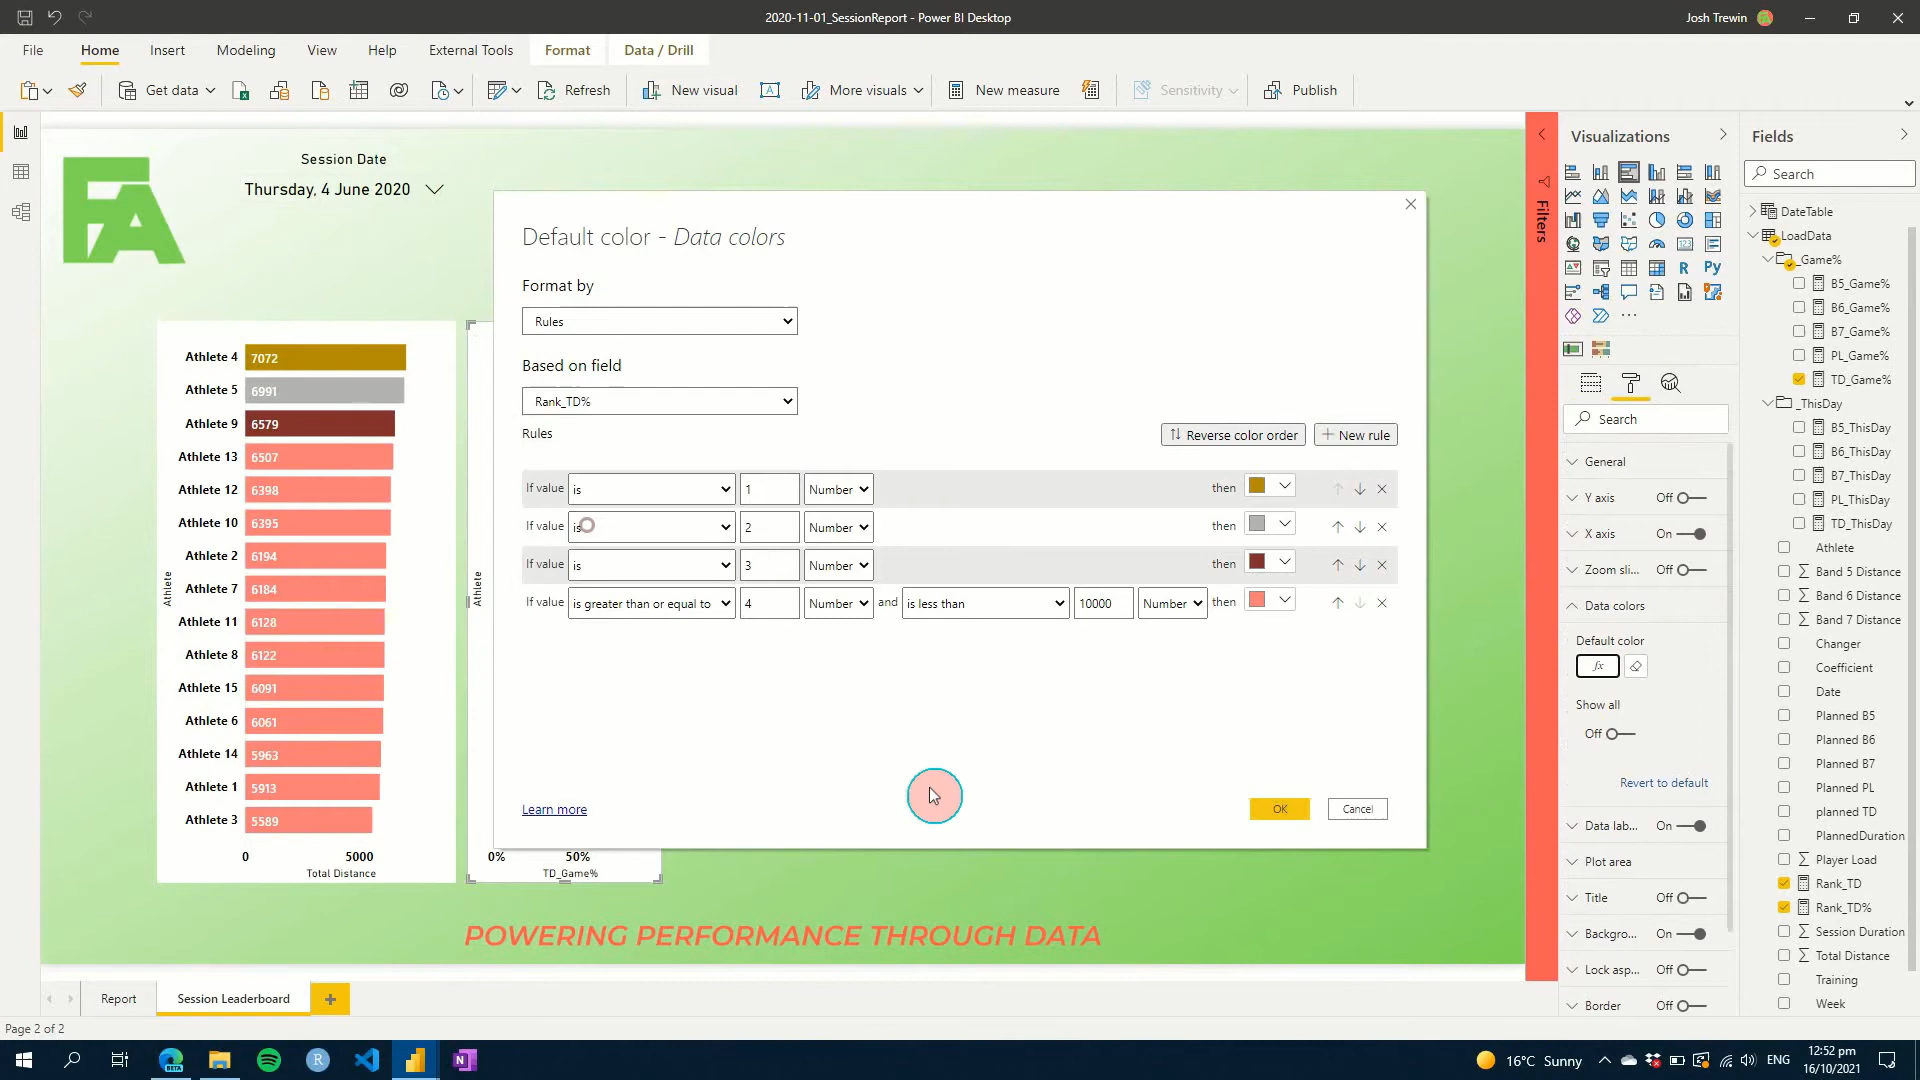 2020-11-01_SessionReport - Power BI Desktop
Josh Trewin
File Home Insert Modeling View Help External Tools Format Data / Drill
Get data Refresh New visual More visuals New measure Sensitivity Publish
FA
Session Date
Thursday, 4 June 2020
Athlete 4 7072
Athlete 5 6991
Athlete 9 6579
Athlete 13 6507
Athlete 12 6398
Athlete 10 6395
Athlete 2 6194
Athlete 7 6184
Athlete 11 6128
Athlete 8 6122
Athlete 15 6091
Athlete 6 6061
Athlete 14 5963
Athlete 1 5913
Athlete 3 5589
Athlete
0 5000
Total Distance
Athlete
0% 50%
TD_Game%
Default color - Data colors
Format by
Rules
Based on field
Rank_TD%
Rules
Reverse color order
New rule
If value is 1 Number then
If value is 2 Number then
If value is 3 Number then
If value is greater than or equal to 4 Number and is less than 10000 Number then
Learn more
OK
Cancel
POWERING PERFORMANCE THROUGH DATA
Filters
Visualizations
R Py
Search
General
Y axis Off
X axis On
Zoom sli... Off
Data colors
Default color
fx
Show all
Off
Revert to default
Data lab... On
Plot area
Title Off
Backgro... On
Lock asp... Off
Border Off
Fields
Search
DateTable
LoadData
_Game%
B5_Game%
B6_Game%
B7_Game%
PL_Game%
TD_Game%
_ThisDay
B5_ThisDay
B6_ThisDay
B7_ThisDay
PL_ThisDay
TD_ThisDay
Athlete
Band 5 Distance
Band 6 Distance
Band 7 Distance
Changer
Coefficient
Date
Planned B5
Planned B6
Planned B7
Planned PL
planned TD
PlannedDuration
Player Load
Rank_TD
Rank_TD%
Session Duration
Total Distance
Training
Week
Report Session Leaderboard
Page 2 of 2
16°C Sunny
ENG
12:52 pm
16/10/2021